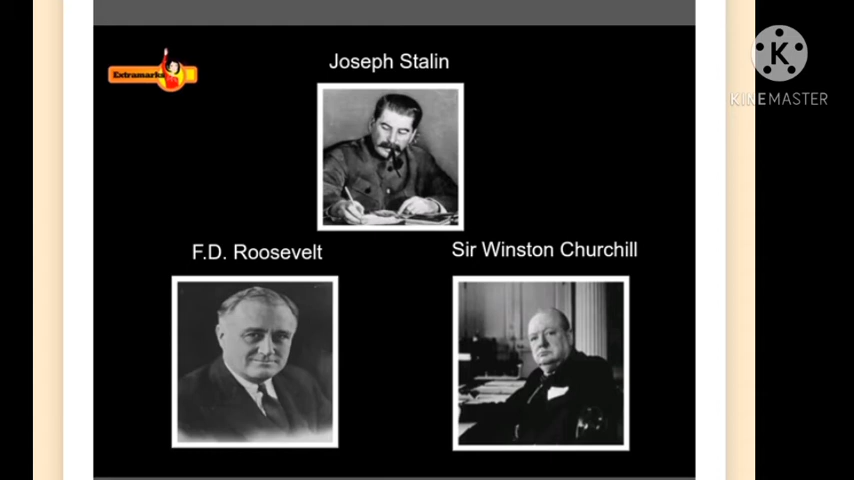 Joseph Stalin
Extramarks
F.D. Roosevelt
Sir Winston Churchill
K
KINEMASTER